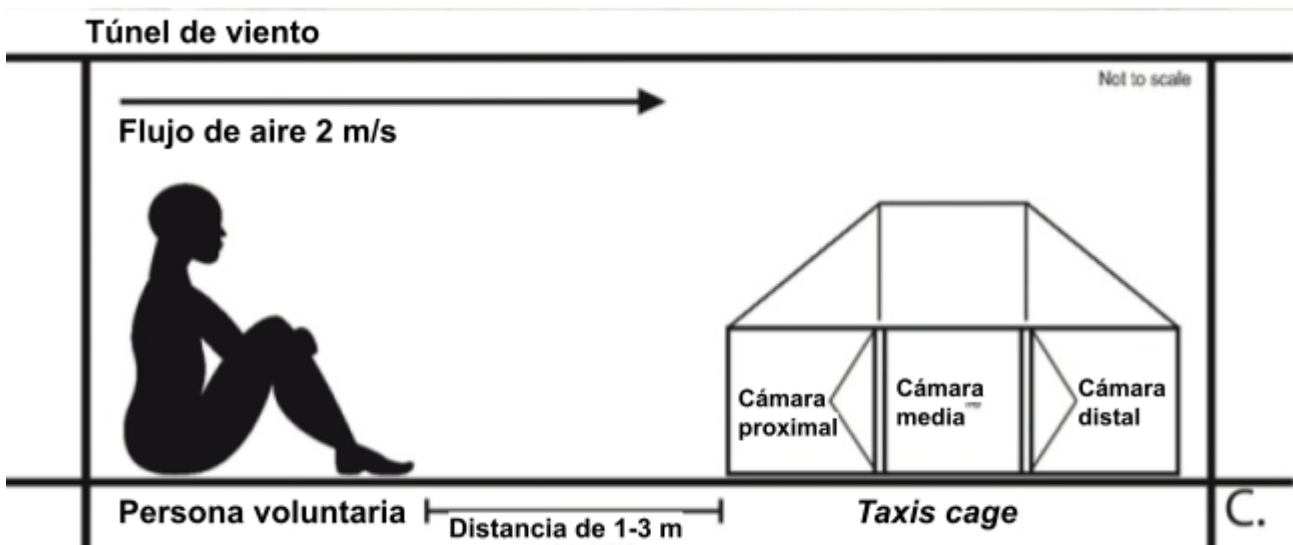 Túnel de viento
Not to scale
Flujo de aire 2 m/s
Cámara
proximal
Cámara
media
Cámara
distal
Persona voluntaria
Distancia de 1-3 m
Taxis cage
C.